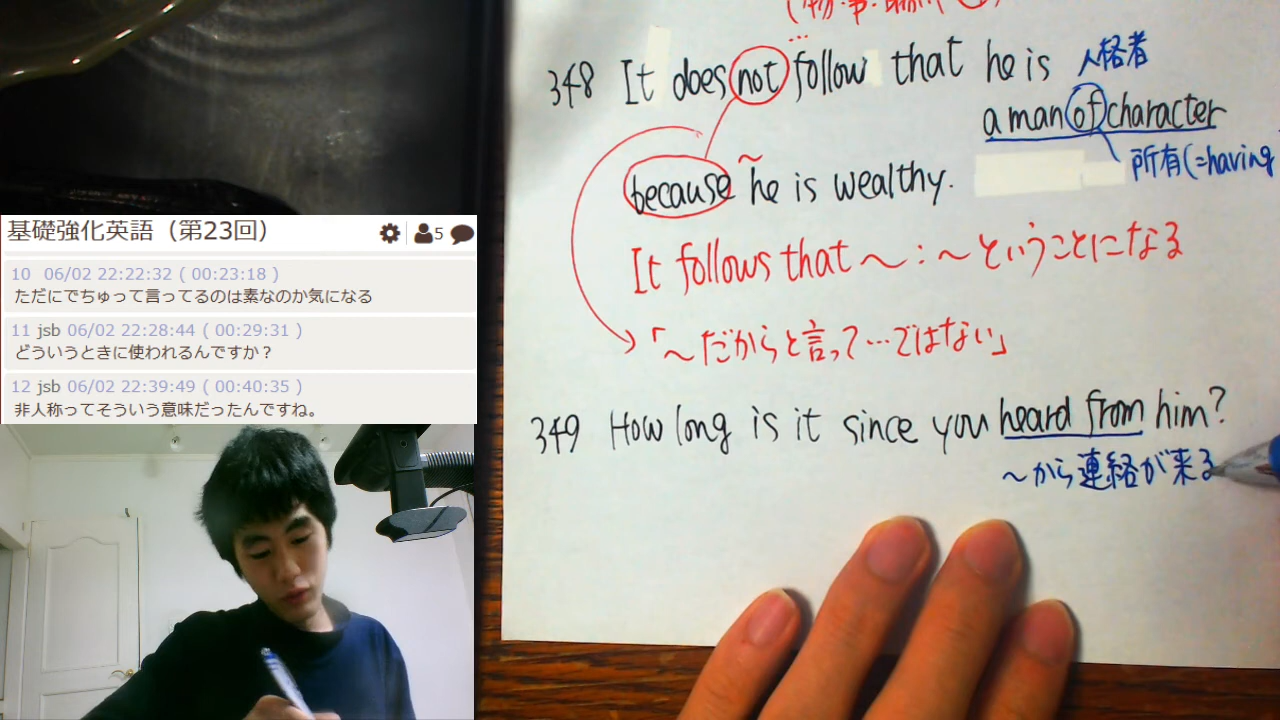 基礎強化英語（第23回）
5
10 06/02 22:22:32 ( 00:23:18 )
ただにでちゅって言ってるのは素なのか気になる
11 jsb 06/02 22:28:44 ( 00:29:31 )
どういうときに使われるんですか？
12 jsb 06/02 22:39:49 ( 00:40:35 )
非人称ってそういう意味だったんですね。
348 It does not follow that he is 人格者
a man of character
所有(=having
because he is wealthy.
It follows that ～：～ということになる
「～だからと言って…ではない」
349 How long is it since you heard from him?
～から連絡が来る